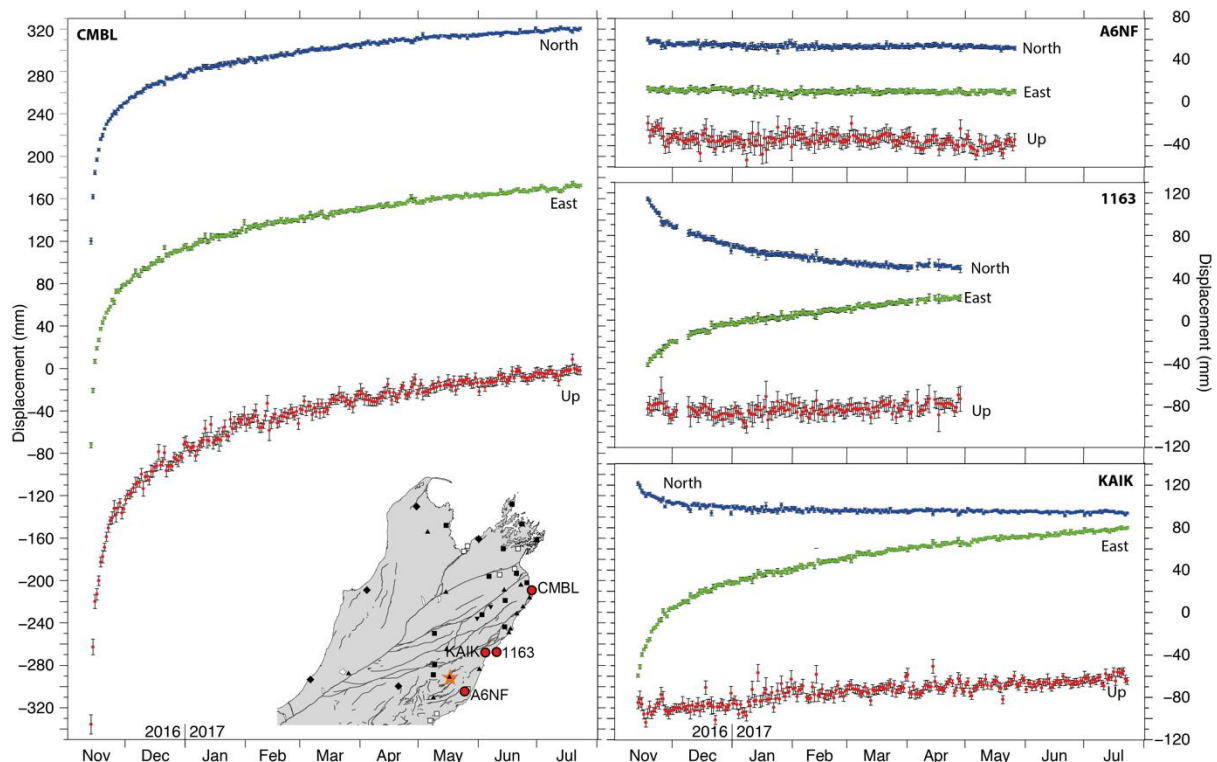 CMBL
320
280
240
200
160
120
80
40
0
-40
-80
-120
-160
-200
-240
-280
-320
Displacement (mm)
North
East
Up
CMBL
KAIK 1163
A6NF
2016 2017
Nov Dec Jan Feb Mar Apr May Jun Jul
A6NF
North
East
Up
80
40
0
-40
1163
North
East
Up
120
80
40
0
-40
-80
-120
Displacement (mm)
KAIK
North
East
Up
120
80
40
0
-40
-80
-120
2016 2017
Nov Dec Jan Feb Mar Apr May Jun Jul